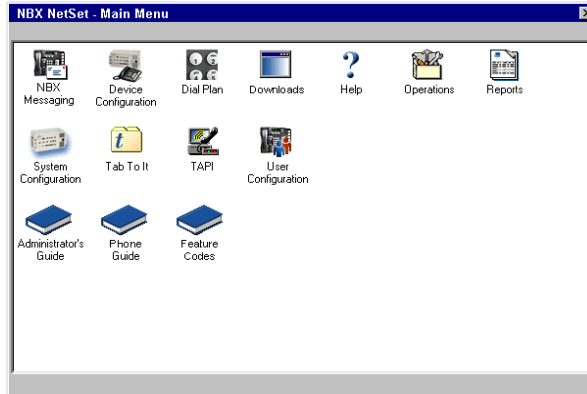 NBX NetSet - Main Menu
NBX Messaging
Device Configuration
Dial Plan
Downloads
Help
Operations
Reports
System Configuration
Tab To It
TAPI
User Configuration
Administrator's Guide
Phone Guide
Feature Codes